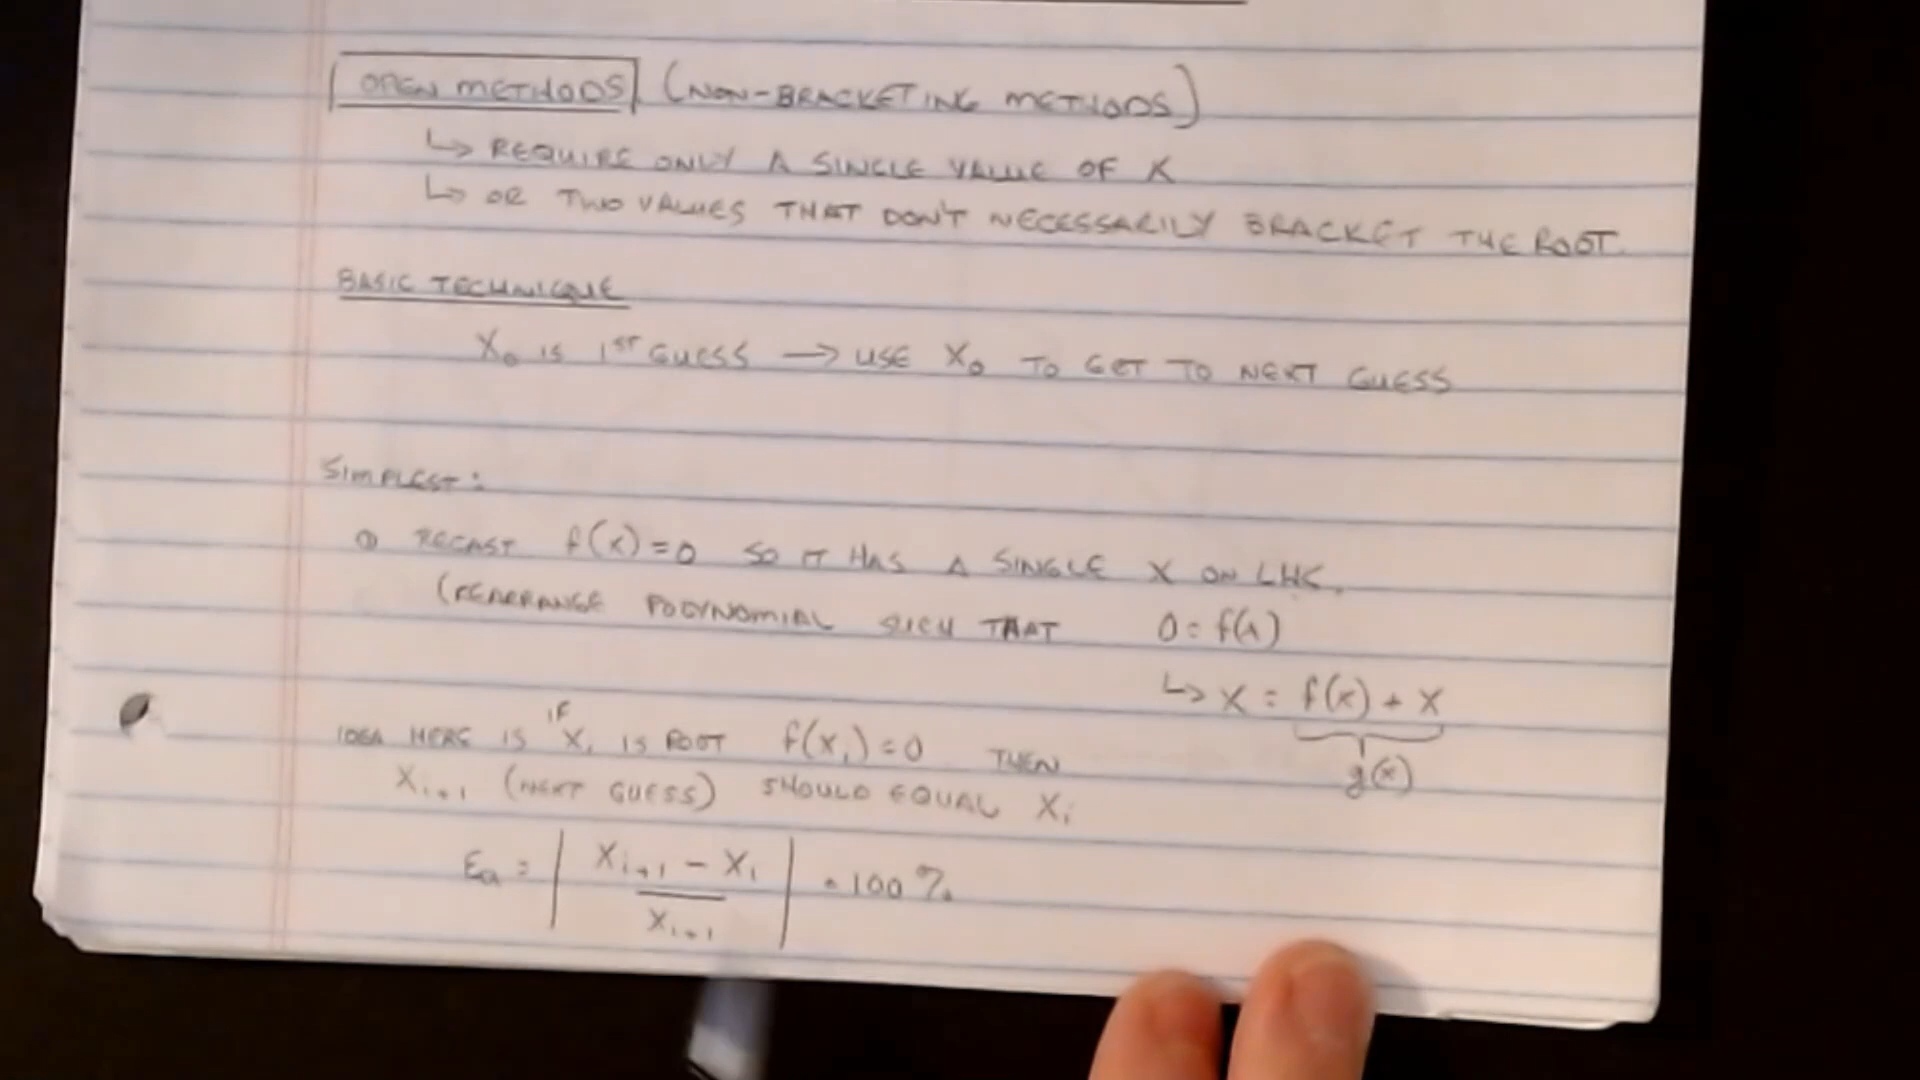 OPEN METHODS (NON-BRACKETING METHODS)
↳ REQUIRE ONLY A SINGLE VALUE OF X
↳ OR TWO VALUES THAT DON'T NECESSARILY BRACKET THE ROOT.
BASIC TECHNIQUE
X₀ IS 1ST GUESS → USE X₀ TO GET TO NEXT GUESS
SIMPLEST:
① RECAST f(x)=0 SO IT HAS A SINGLE X ON LHS.
(REARRANGE POLYNOMIAL SUCH THAT 0 = f(x)
↳ X = f(x) + X
g(x)
IDEA HERE IS IF Xᵢ IS ROOT f(xᵢ)=0 THEN
Xᵢ₊₁ (NEXT GUESS) SHOULD EQUAL Xᵢ
εₐ = | (Xᵢ₊₁ - Xᵢ) / Xᵢ₊₁ | · 100%